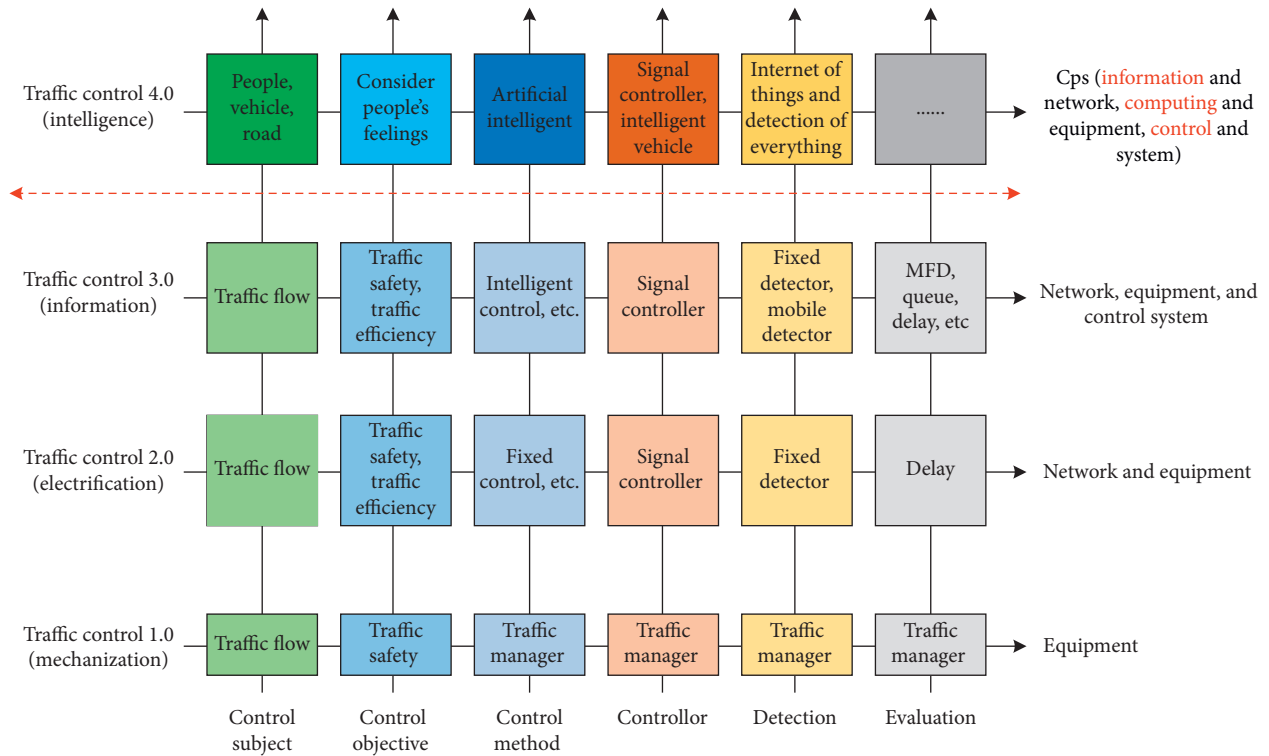 Traffic control 4.0
(intelligence)
People,
vehicle,
road
Consider
people's
feelings
Artificial
intelligent
Signal
controller,
intelligent
vehicle
Internet of
things and
detection of
everything
......
Cps (information and
network, computing and
equipment, control and
system)
Traffic control 3.0
(information)
Traffic flow
Traffic
safety,
traffic
efficiency
Intelligent
control, etc.
Signal
controller
Fixed
detector,
mobile
detector
MFD,
queue,
delay, etc
Network, equipment, and
control system
Traffic control 2.0
(electrification)
Traffic flow
Traffic
safety,
traffic
efficiency
Fixed
control, etc.
Signal
controller
Fixed
detector
Delay
Network and equipment
Traffic control 1.0
(mechanization)
Traffic flow
Traffic
safety
Traffic
manager
Traffic
manager
Traffic
manager
Traffic
manager
Equipment
Control
subject
Control
objective
Control
method
Controllor
Detection
Evaluation